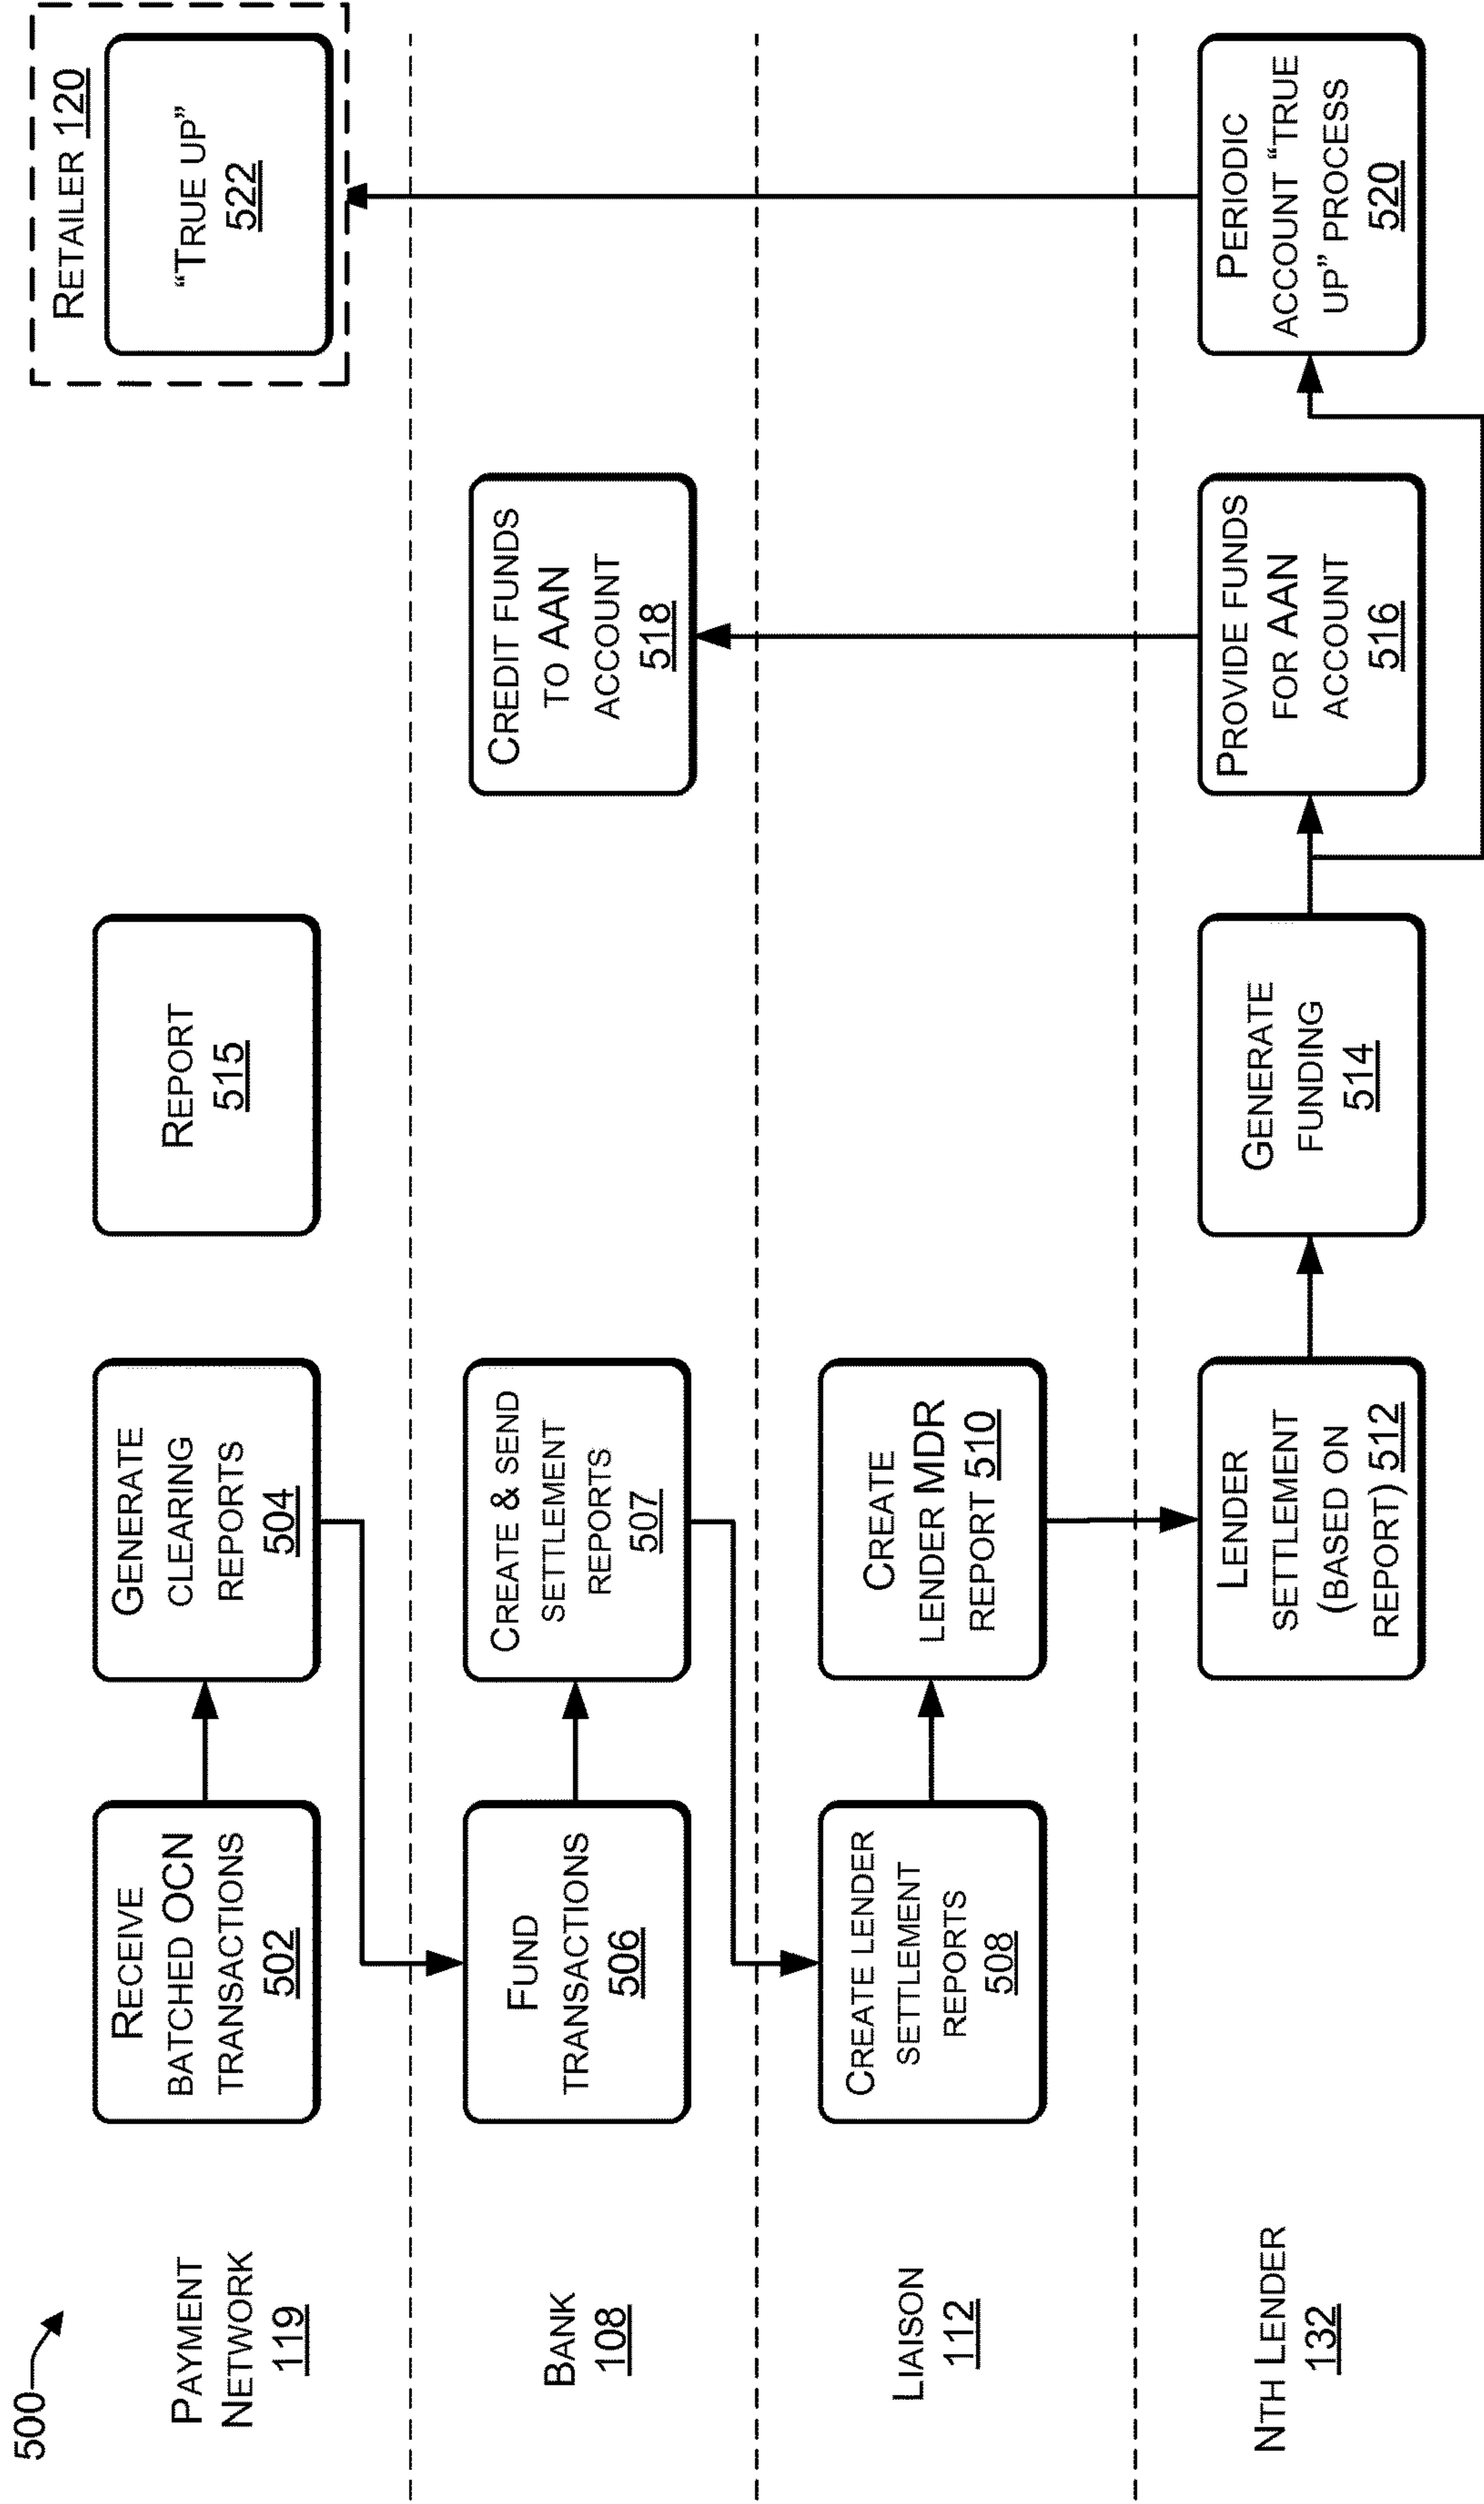 500
PAYMENT
NETWORK
119
RECEIVE
BATCHED OCN
TRANSACTIONS
502
GENERATE
CLEARING
REPORTS
504
REPORT
515
RETAILER 120
“TRUE UP”
522
BANK
108
FUND
TRANSACTIONS
506
CREATE & SEND
SETTLEMENT
REPORTS
507
CREDIT FUNDS
TO AAN
ACCOUNT
518
LIAISON
112
CREATE LENDER
SETTLEMENT
REPORTS
508
CREATE
LENDER MDR
REPORT 510
NTH LENDER
132
LENDER
SETTLEMENT
(BASED ON
REPORT) 512
GENERATE
FUNDING
514
PROVIDE FUNDS
FOR AAN
ACCOUNT
516
PERIODIC
ACCOUNT “TRUE
UP” PROCESS
520